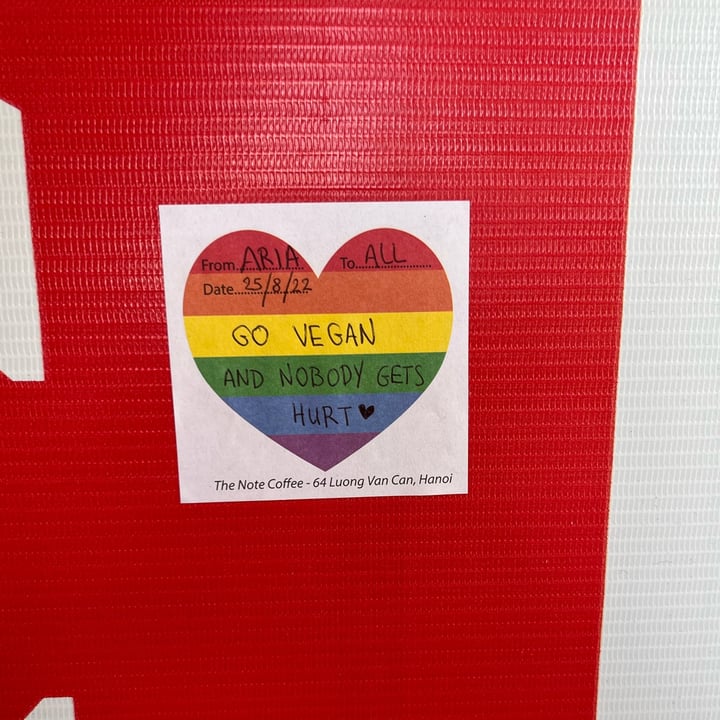 From ARIA To ALL
Date 25/8/22
GO VEGAN
AND NOBODY GETS
HURT ♥
The Note Coffee - 64 Luong Van Can, Hanoi